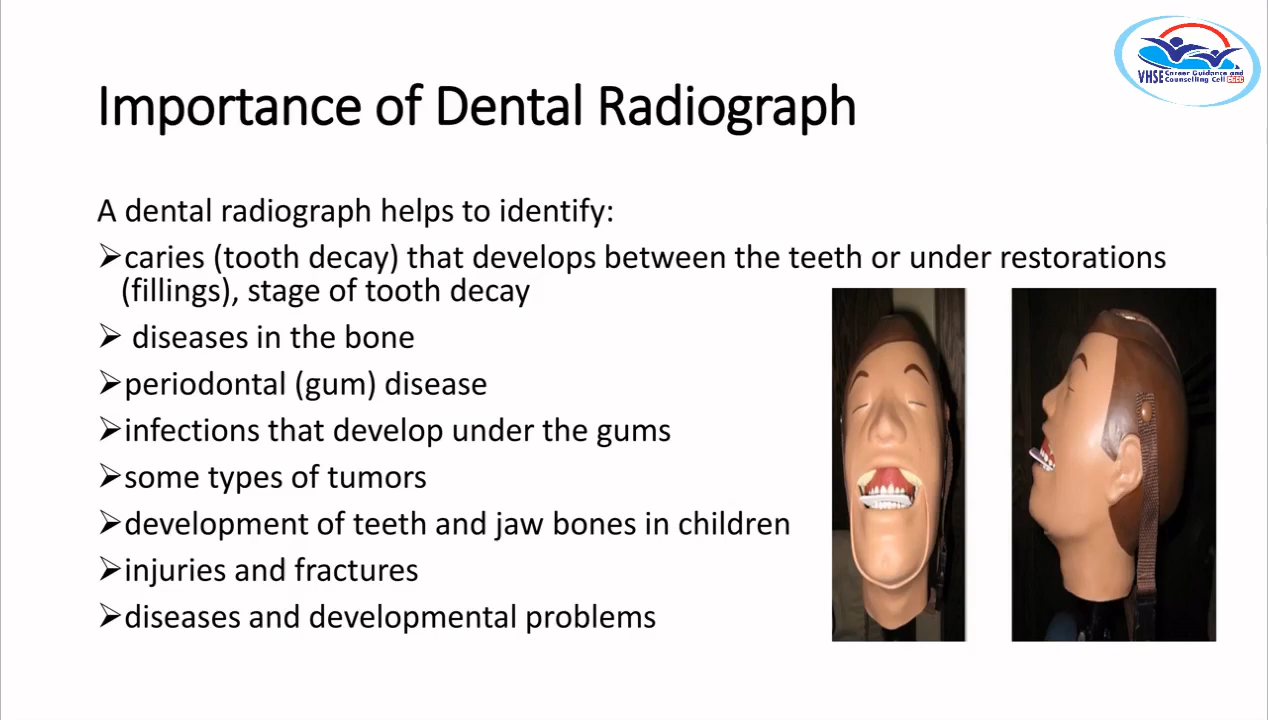 VHSE Career Guidance and
Counselling Cell CGCC
Importance of Dental Radiograph
A dental radiograph helps to identify:
➢caries (tooth decay) that develops between the teeth or under restorations
(fillings), stage of tooth decay
➢ diseases in the bone
➢periodontal (gum) disease
➢infections that develop under the gums
➢some types of tumors
➢development of teeth and jaw bones in children
➢injuries and fractures
➢diseases and developmental problems